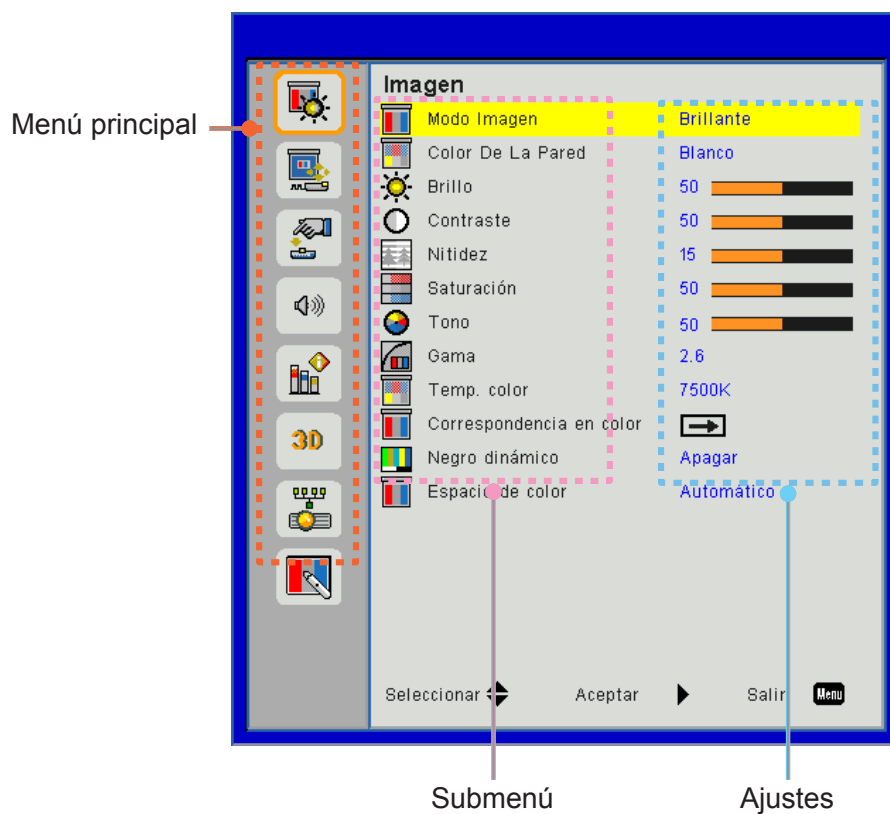 Imagen
Menú principal
Modo Imagen Brillante
Color De La Pared Blanco
Brillo 50
Contraste 50
Nitidez 15
Saturación 50
Tono 50
Gama 2.6
Temp. color 7500K
Correspondencia en color
Negro dinámico Apagar
Espacio de color Automático
3D
Seleccionar Aceptar Salir Menu
Submenú Ajustes